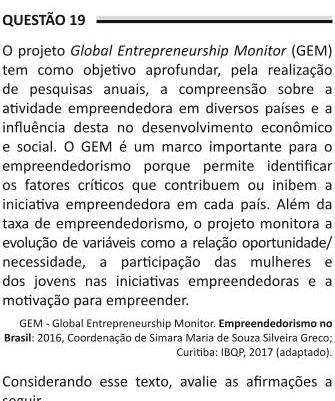 QUESTÃO 19
O projeto Global Entrepreneurship Monitor (GEM)
tem como objetivo aprofundar, pela realização
de pesquisas anuais, a compreensão sobre a
atividade empreendedora em diversos países e a
influência desta no desenvolvimento econômico
e social. O GEM é um marco importante para o
empreendedorismo porque permite identificar
os fatores críticos que contribuem ou inibem a
iniciativa empreendedora em cada país. Além da
taxa de empreendedorismo, o projeto monitora a
evolução de variáveis como a relação oportunidade/
necessidade, a participação das mulheres e
dos jovens nas iniciativas empreendedoras e a
motivação para empreender.
GEM - Global Entrepreneurship Monitor. Empreendedorismo no
Brasil: 2016, Coordenação de Simara Maria de Souza Silveira Greco;
Curitiba: IBQP, 2017 (adaptado).
Considerando esse texto, avalie as afirmações a
seguir